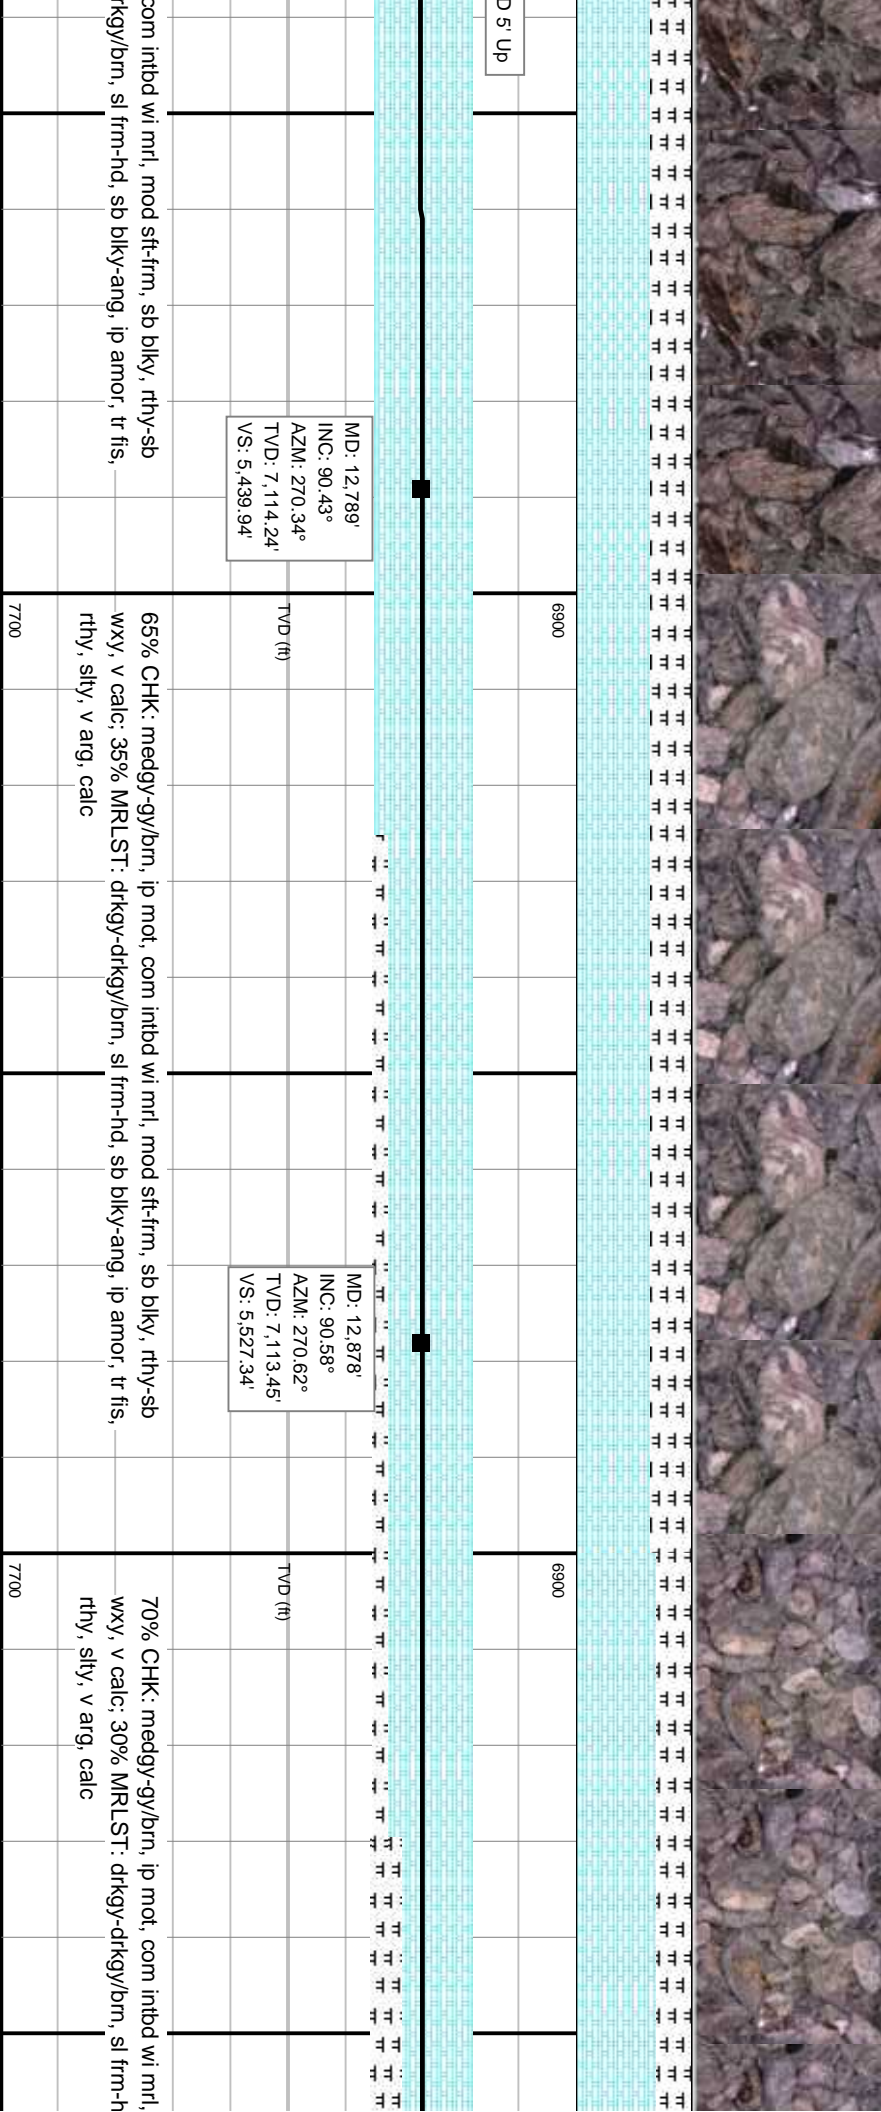 D 5' Up
com intbd wi mrl, mod sft-frm, sb blky, rthy-sb
rkgy/brn, sl frm-hd, sb blky-ang, ip amor, tr fis,
MD: 12,789'
INC: 90.43°
AZM: 270.34°
TVD: 7,114.24'
VS: 5,439.94'
6900
TVD (ft)
7700
65% CHK: medgy-gy/brn, ip mot, com intbd wi mrl, mod sft-frm, sb blky, rthy-sb
wxy, v calc; 35% MRLST: drkgy-drkgy/brn, sl frm-hd, sb blky-ang, ip amor, tr fis,
rthy, slty, v arg, calc
MD: 12,878'
INC: 90.58°
AZM: 270.62°
TVD: 7,113.45'
VS: 5,527.34'
6900
TVD (ft)
7700
70% CHK: medgy-gy/brn, ip mot, com intbd wi mrl,
wxy, v calc; 30% MRLST: drkgy-drkgy/brn, sl frm-h
rthy, slty, v arg, calc